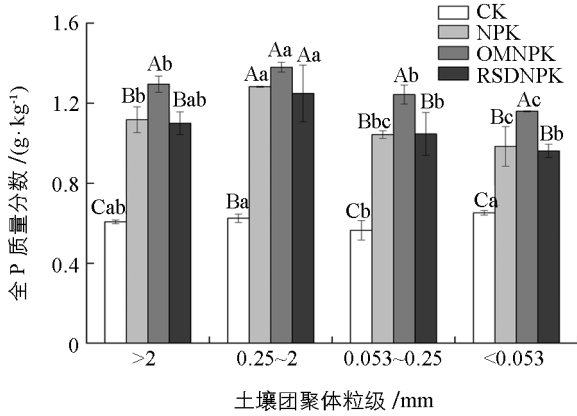 1.6
1.2
0.8
0.4
0
全 P 质量分数 /(g·kg⁻¹)
CK
NPK
OMNPK
RSDNPK
Cab
Bb
Ab
Bab
Ba
Aa
Aa
Aa
Cb
Bbc
Ab
Bb
Ca
Bc
Ac
Bb
>2
0.25~2
0.053~0.25
<0.053
土壤团聚体粒级 /mm